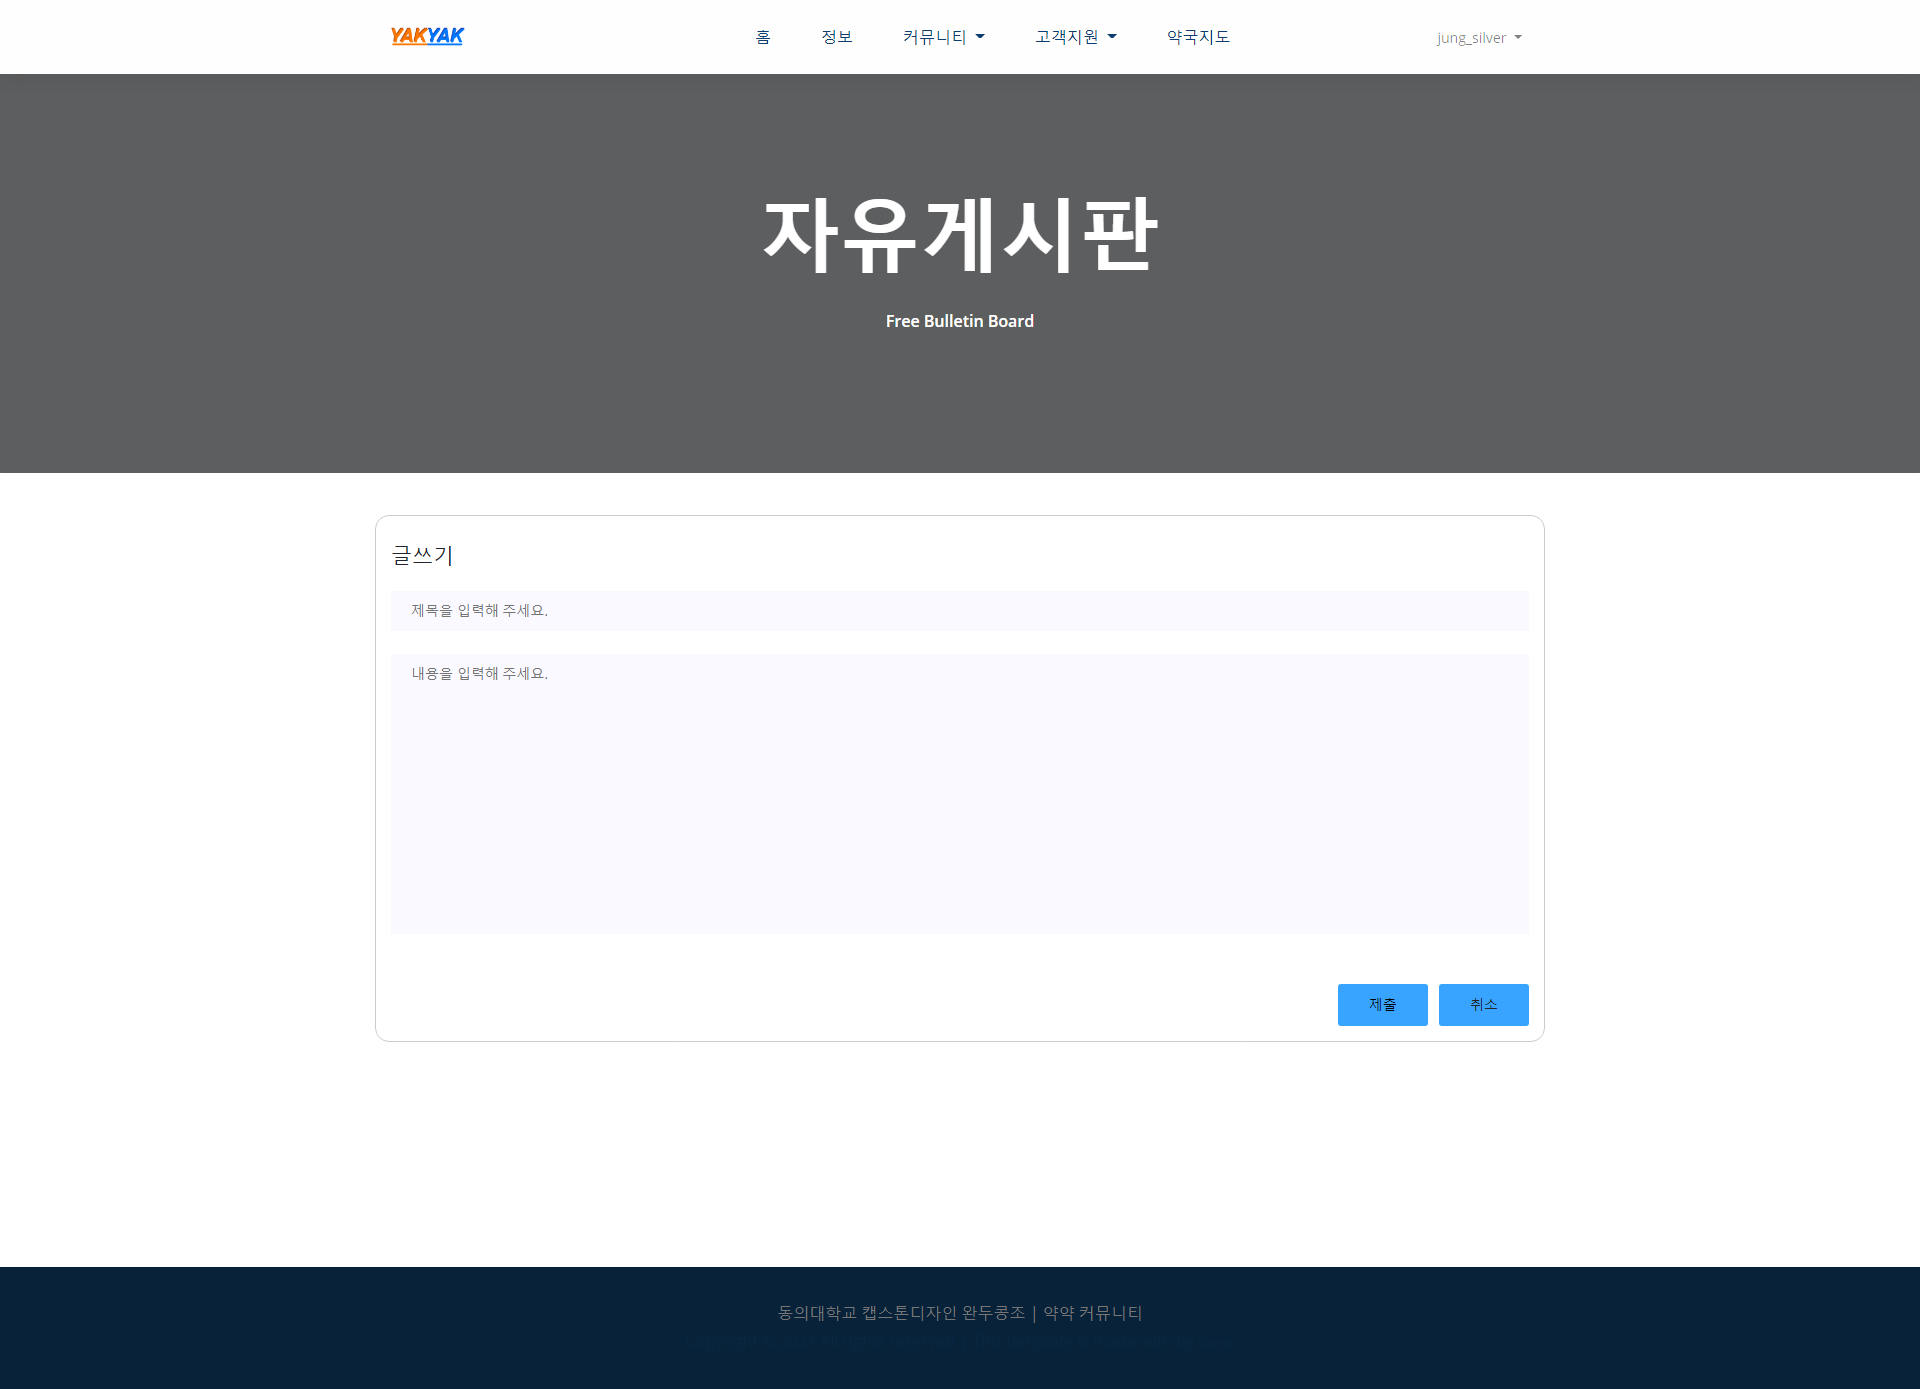 YAKYAK 홈 정보 커뮤니티 고객지원 약국지도 jung_silver
자유게시판
Free Bulletin Board
글쓰기
제목을 입력해 주세요.
내용을 입력해 주세요.
제출 취소
동의대학교 캡스톤디자인 완두콩조 | 약약 커뮤니티